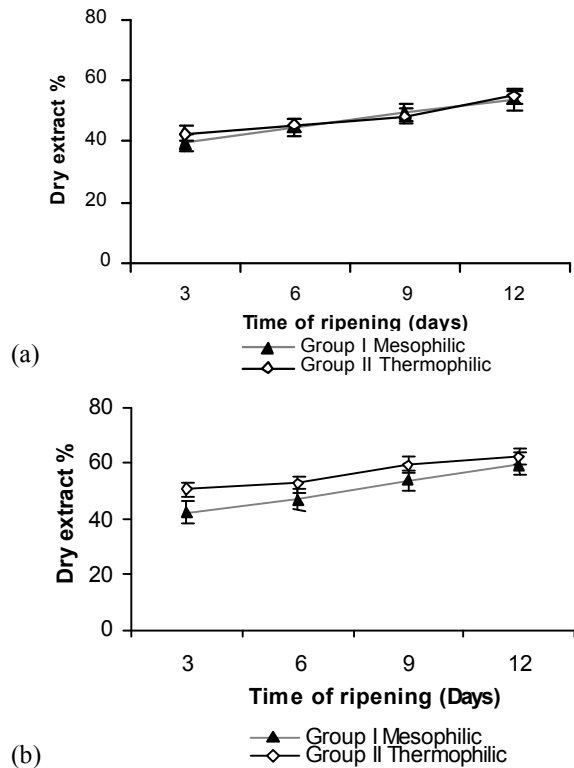 80
60
40
20
0
Dry extract %
3 6 9 12
Time of ripening (days)
Group I Mesophilic
Group II Thermophilic
(a)
80
60
40
20
0
Dry extract %
3 6 9 12
Time of ripening (Days)
Group I Mesophilic
Group II Thermophilic
(b)